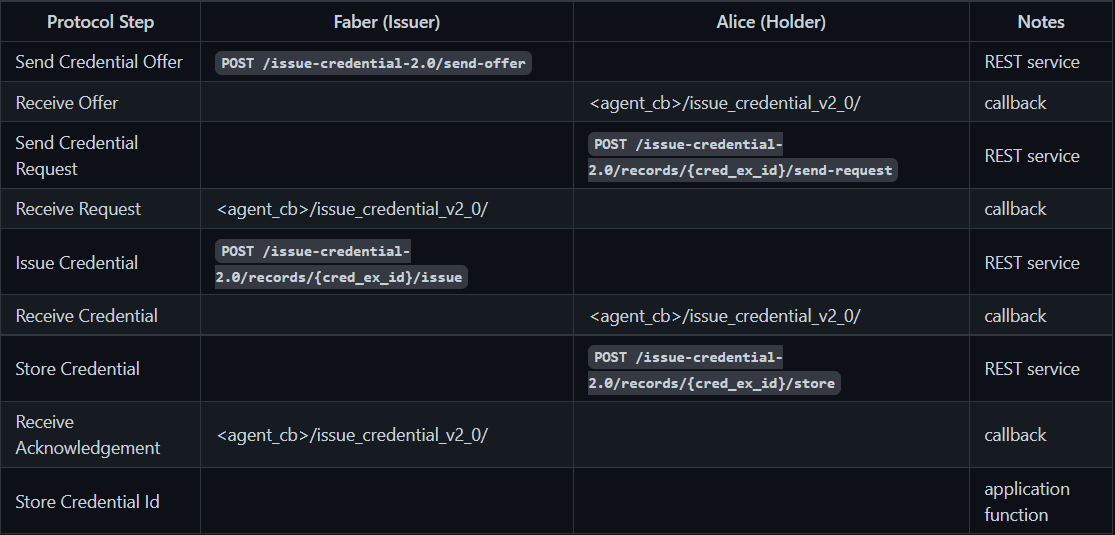 Protocol Step Faber (Issuer) Alice (Holder) Notes
Send Credential Offer POST /issue-credential-2.0/send-offer REST service
Receive Offer <agent_cb>/issue_credential_v2_0/ callback
Send Credential
Request
POST /issue-credential-
2.0/records/{cred_ex_id}/send-request
REST service
Receive Request <agent_cb>/issue_credential_v2_0/ callback
Issue Credential
POST /issue-credential-
2.0/records/{cred_ex_id}/issue
REST service
Receive Credential <agent_cb>/issue_credential_v2_0/ callback
Store Credential
POST /issue-credential-
2.0/records/{cred_ex_id}/store
REST service
Receive
Acknowledgement
<agent_cb>/issue_credential_v2_0/
callback
Store Credential Id
application
function